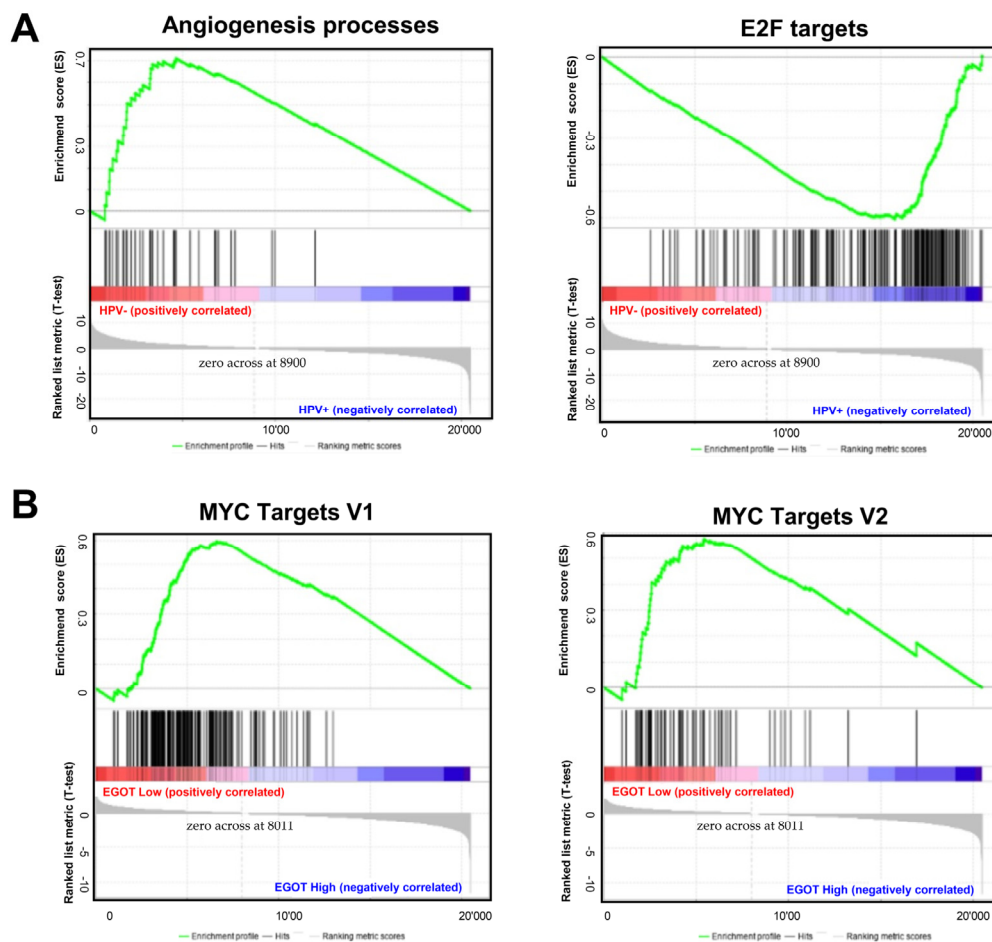 A
Angiogenesis processes
Enrichmend score (ES)
0.7
0.3
0
Ranked list metric (T-test)
10
0
-10
-20
HPV- (positively correlated)
zero across at 8900
HPV+ (negatively correlated)
0
10'00
20'000
Enrichment profile
Hits
Ranking metric scores
E2F targets
Enrichmend score (ES)
0
-0.3
-0.6
Ranked list metric (T-test)
10
0
-10
-20
HPV- (positively correlated)
zero across at 8900
HPV+ (negatively correlated)
0
10'00
20'000
Enrichment profile
Hits
Ranking metric scores
B
MYC Targets V1
Enrichmend score (ES)
0.6
0.3
0
Ranked list metric (T-test)
0
-5
-10
EGOT Low (positively correlated)
zero across at 8011
EGOT High (negatively correlated)
0
10'00
20'000
Enrichment profile
Hits
Ranking metric scores
MYC Targets V2
Enrichmend score (ES)
0.6
0.3
0
Ranked list metric (T-test)
0
-5
-10
EGOT Low (positively correlated)
zero across at 8011
EGOT High (negatively correlated)
0
10'00
20'000
Enrichment profile
Hits
Ranking metric scores